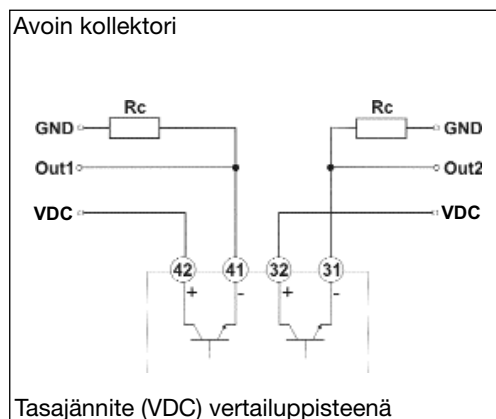 Avoin kollektori
Rc Rc
GND GND
Out1 Out2
VDC VDC
42 41 32 31
+ - + -
Tasajännite (VDC) vertailuppisteenä